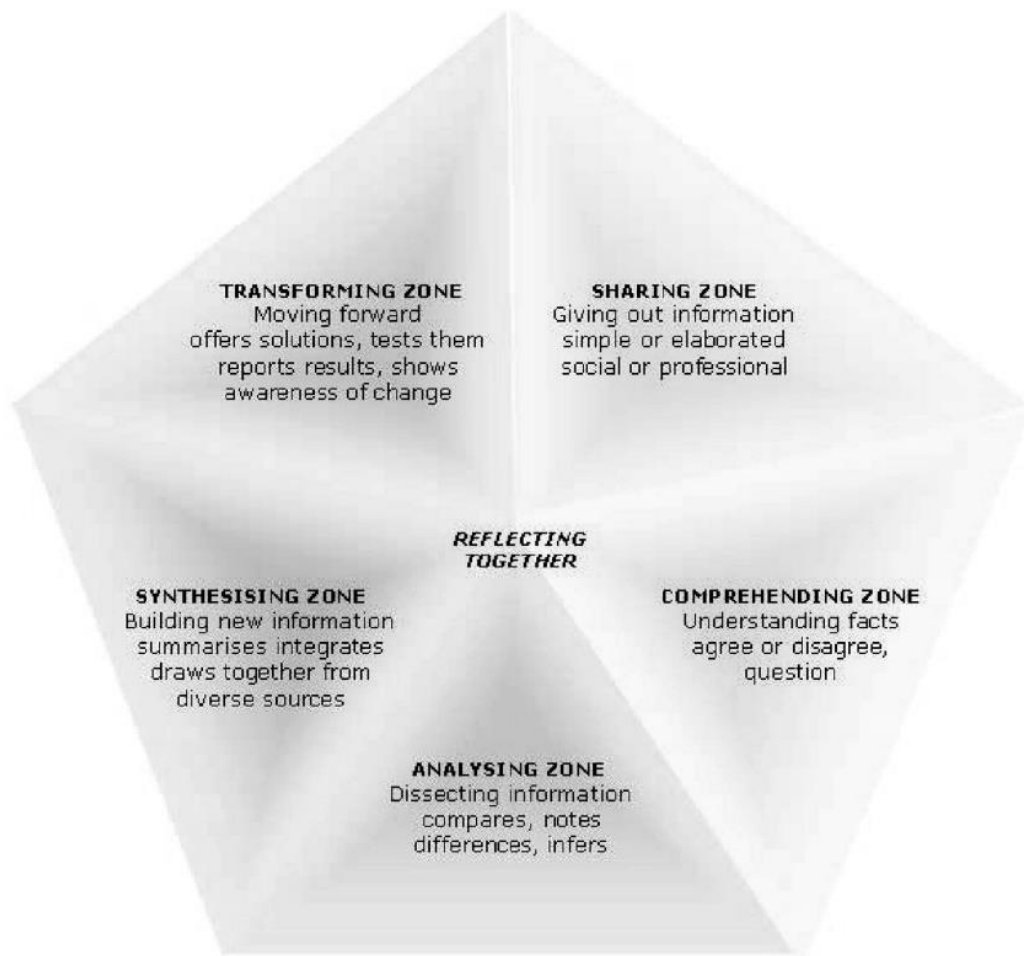 TRANSFORMING ZONE
Moving forward
offers solutions, tests them
reports results, shows
awareness of change
SHARING ZONE
Giving out information
simple or elaborated
social or professional
REFLECTING
TOGETHER
SYNTHESISING ZONE
Building new information
summarises integrates
draws together from
diverse sources
COMPREHENDING ZONE
Understanding facts
agree or disagree,
question
ANALYSING ZONE
Dissecting information
compares, notes
differences, infers